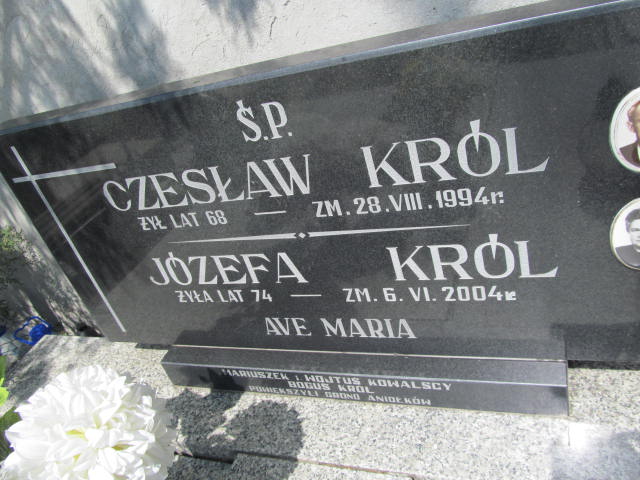 Ś.P.
CZESŁAW KRÓL
ŻYŁ LAT 68 — ZM. 28. VIII. 1994 r.
JÓZEFA KRÓL
ŻYŁA LAT 74 — ZM. 6. VI. 2004 r.
AVE MARIA
MARIUSZEK i WOJTUŚ KOWALSCY
BOGUŚ KRÓL
POWIĘKSZYLI GRONO ANIOŁKÓW